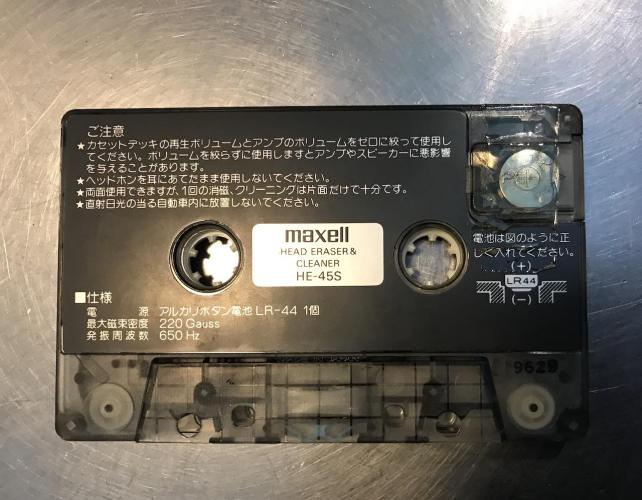 ご注意
★カセットデッキの再生ボリュームとアンプのボリュームをゼロに絞って使用し
てください。ボリュームを絞らずに使用しますとアンプやスピーカーに悪影響
を与えることがあります。
★ヘッドホンを耳にあてたまま使用しないでください。
★両面使用できますが、1回の消磁、クリーニングは片面だけで十分です。
★直射日光の当る自動車内に放置しないでください。
maxell
HEAD ERASER &
CLEANER
HE-45S
電池は図のように正
しく入れてください。
(+)
LR44
(-)
■仕様
電 源 アルカリボタン電池 LR-44 1個
最大磁束密度 220 Gauss
発振周波数 650 Hz
9629